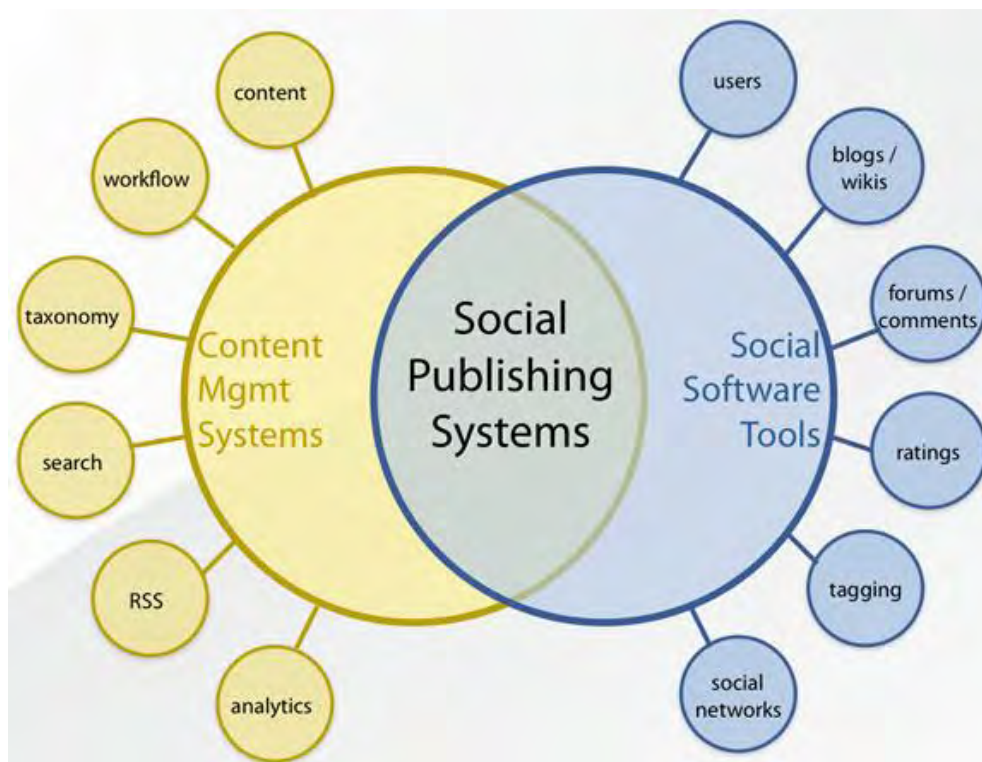 content
workflow
taxonomy
search
RSS
analytics
Content
Mgmt
Systems
Social
Publishing
Systems
Social
Software
Tools
users
blogs /
wikis
forums /
comments
ratings
tagging
social
networks